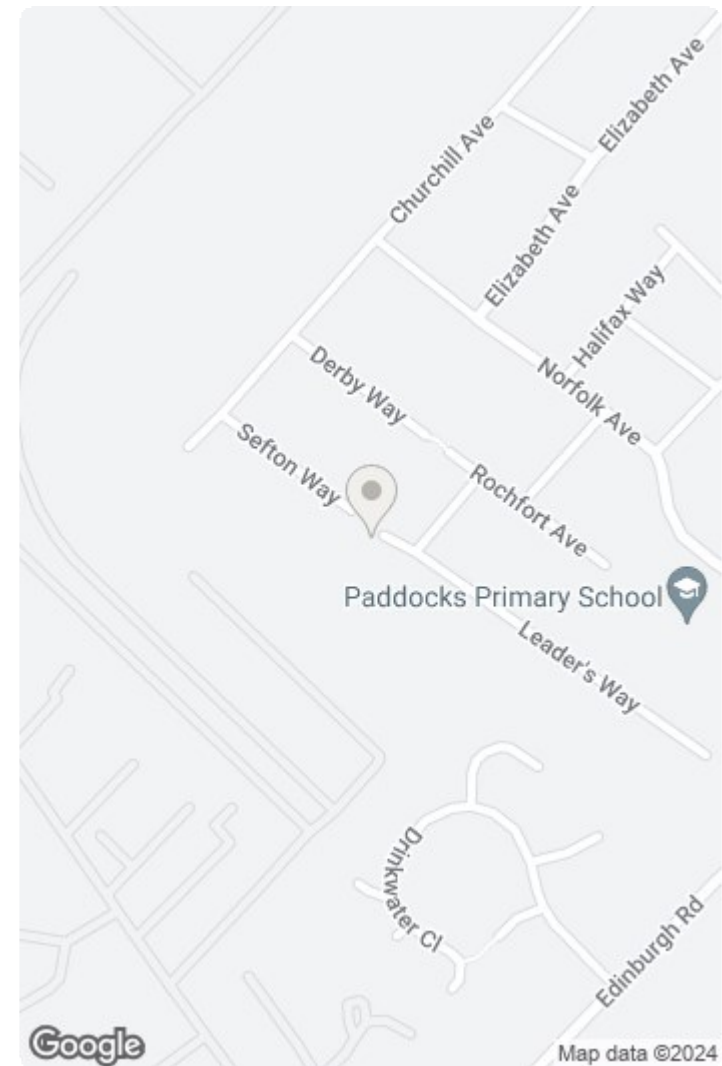 Elizabeth Ave
Churchill Ave
Elizabeth Ave
Halifax Way
Derby Way
Norfolk Ave
Sefton Way
Rochfort Ave
Paddocks Primary School
Leader's Way
Drinkwater Cl
Edinburgh Rd
Google
Map data ©2024